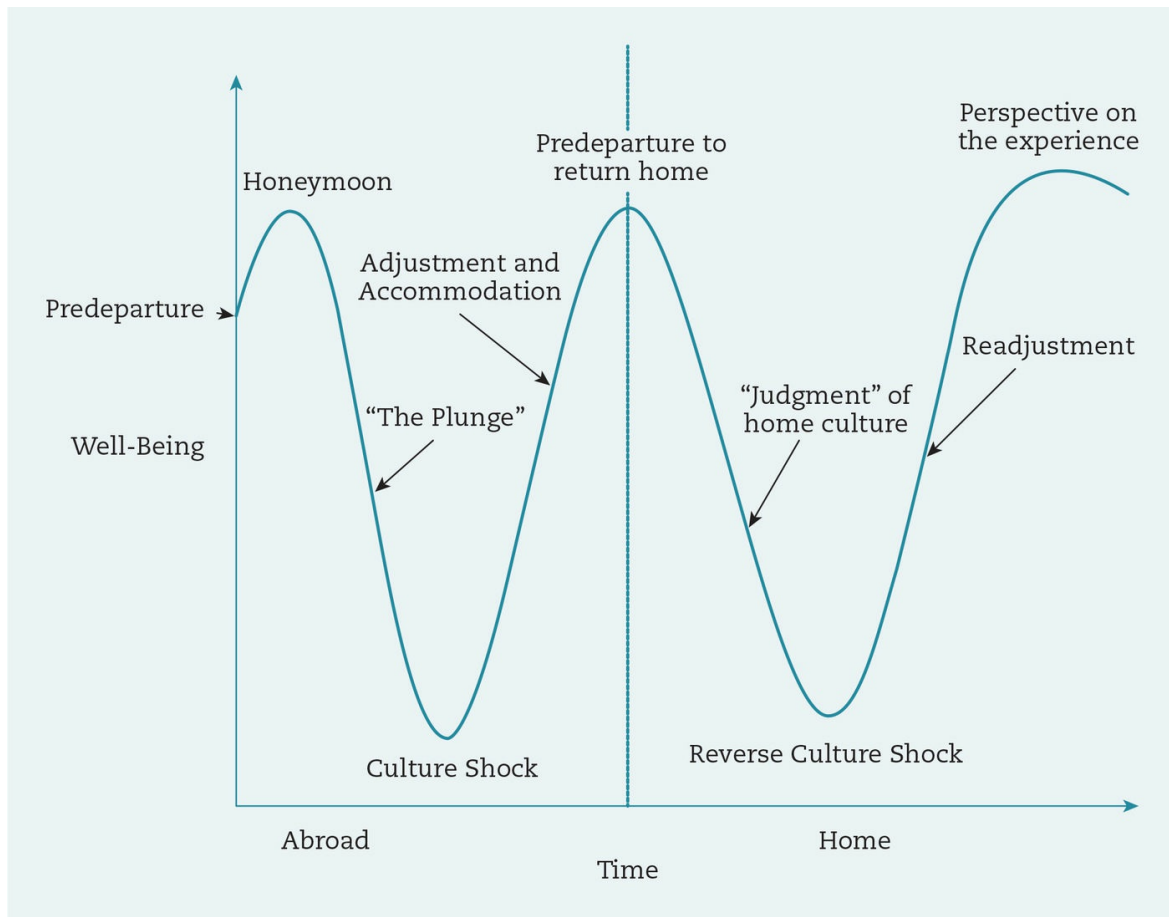 Perspective on
the experience
Predeparture to
return home
Honeymoon
Adjustment and
Accommodation
Predeparture
Readjustment
“Judgment” of
home culture
“The Plunge”
Well-Being
Reverse Culture Shock
Culture Shock
Abroad
Home
Time